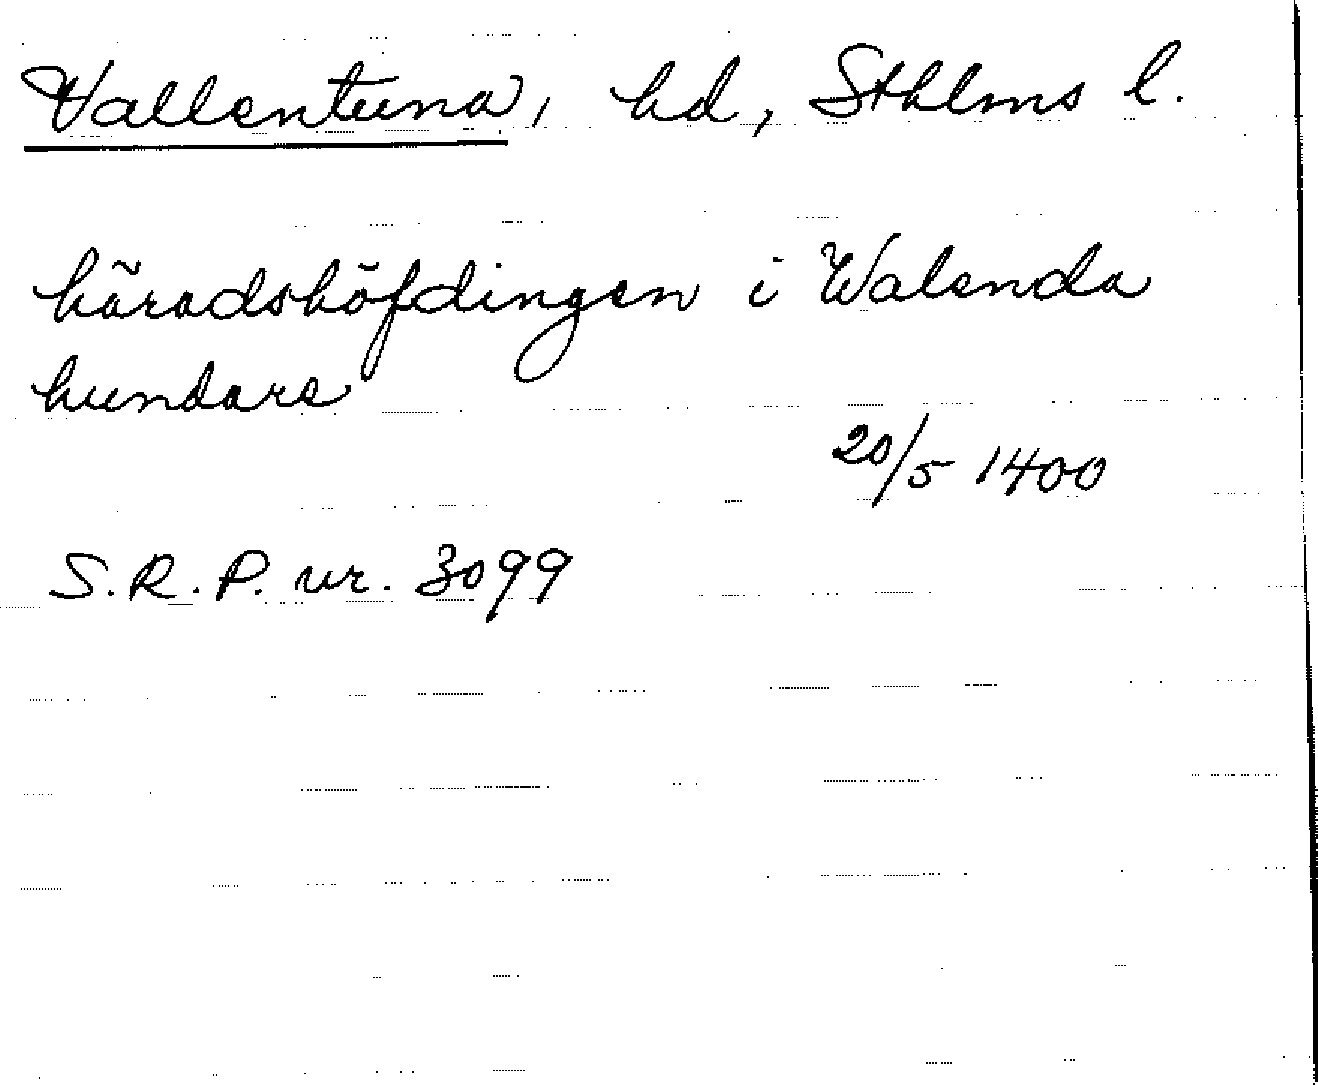 Vallentuna, hd, Sthlms l.
häradshöfdingen i Walenda
hundare
20/5 1400
S.R.P. nr. 3099